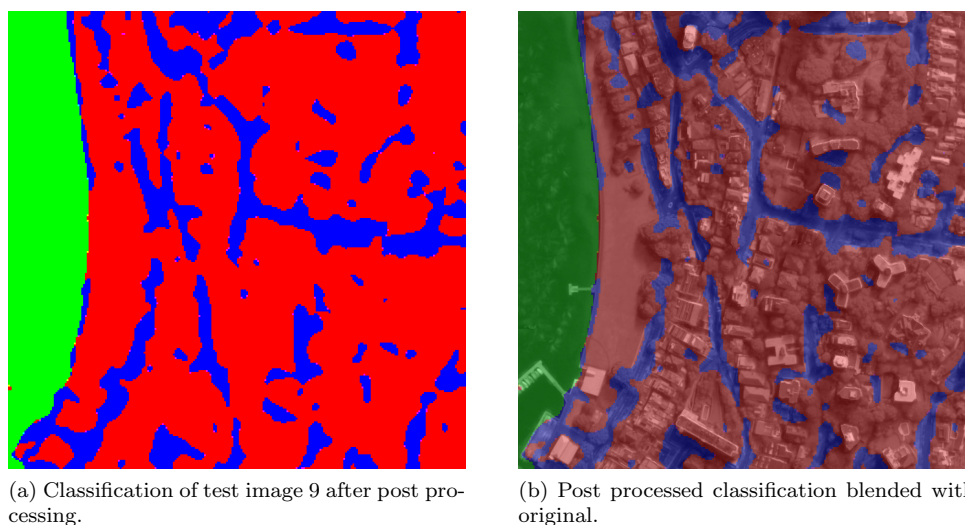 (a) Classification of test image 9 after post pro-
cessing.
(b) Post processed classification blended with
original.